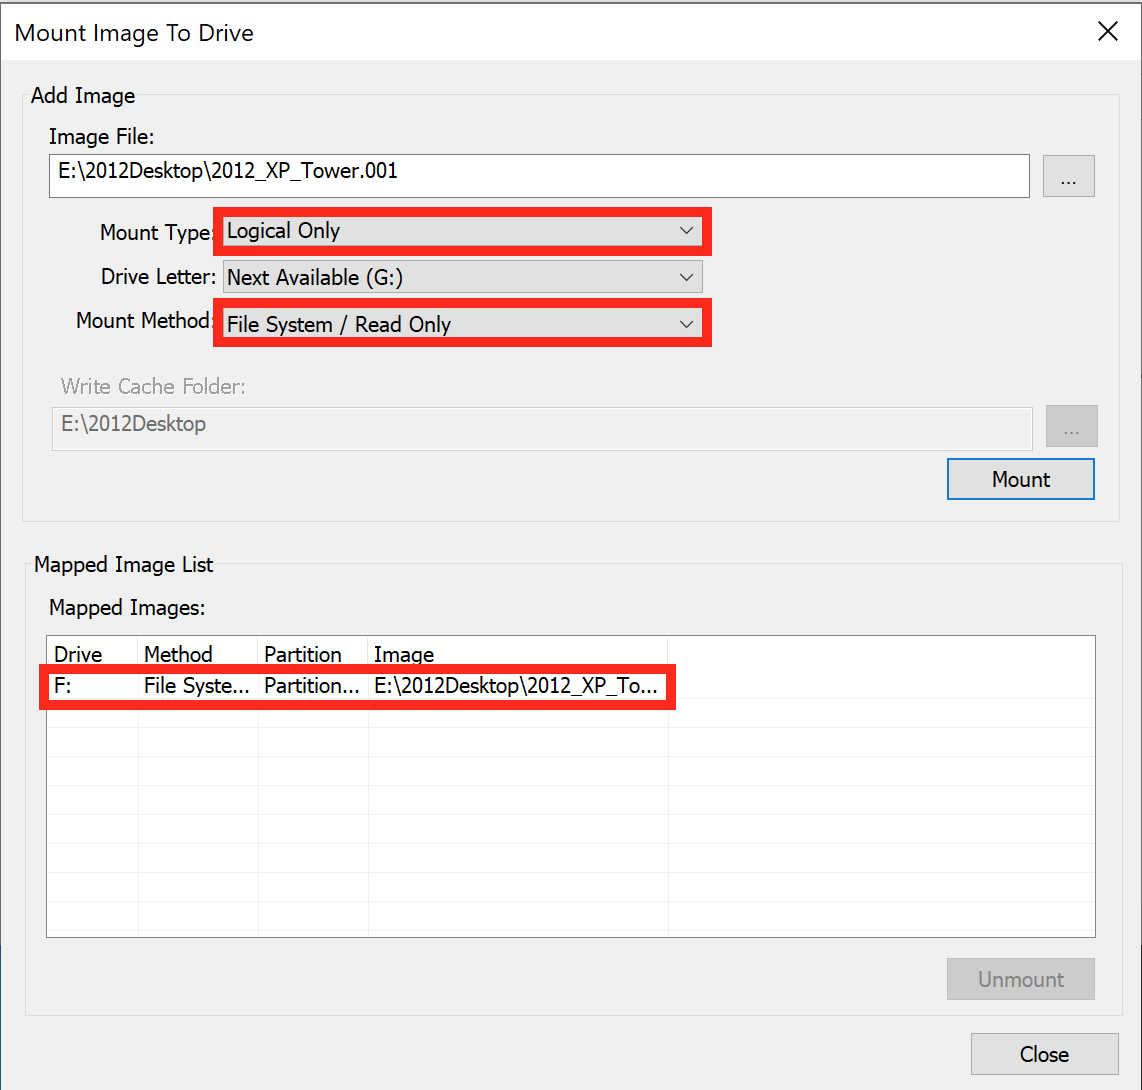 Mount Image To Drive
Add Image
Image File:
E:\2012Desktop\2012_XP_Tower.001
...
Mount Type: Logical Only
Drive Letter: Next Available (G:)
Mount Method: File System / Read Only
Write Cache Folder:
E:\2012Desktop
...
Mount
Mapped Image List
Mapped Images:
Drive Method Partition Image
F: File Syste... Partition... E:\2012Desktop\2012_XP_To...
Unmount
Close